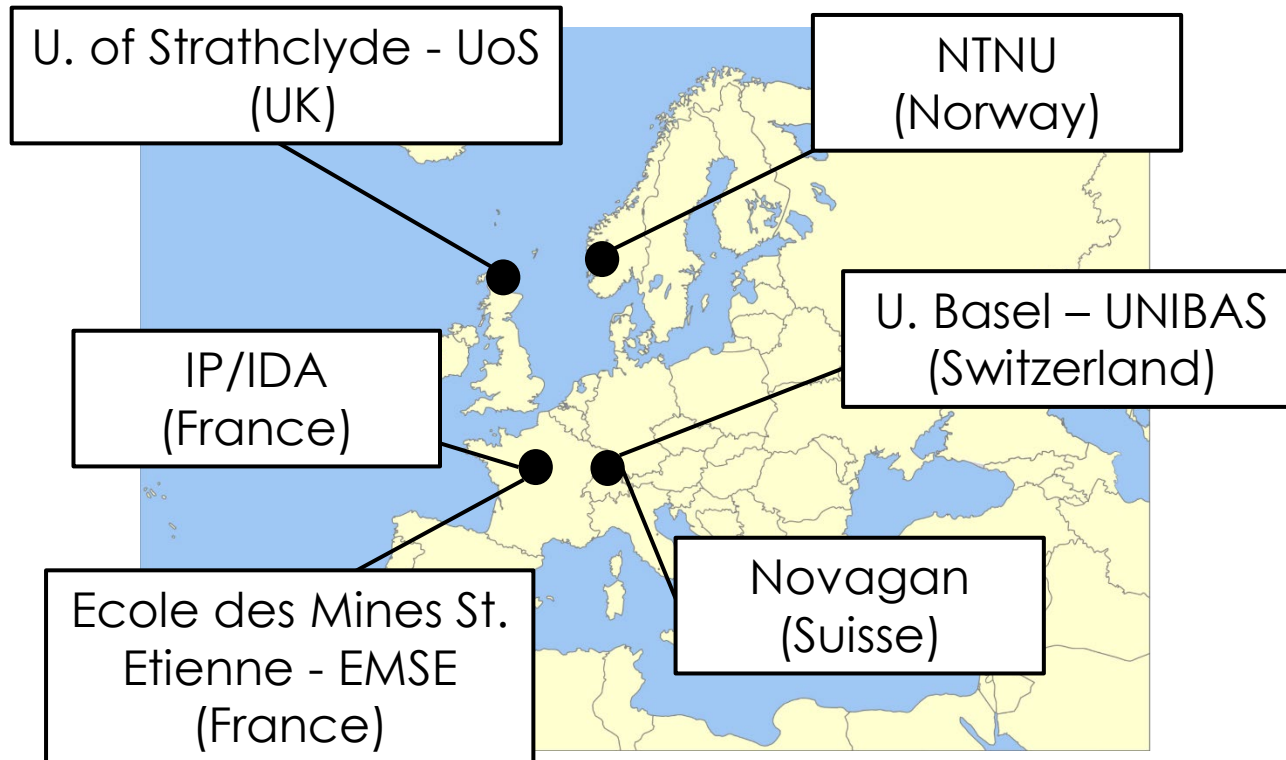 U. of Strathclyde - UoS
(UK)
NTNU
(Norway)
U. Basel – UNIBAS
(Switzerland)
IP/IDA
(France)
Novagan
(Suisse)
Ecole des Mines St.
Etienne - EMSE
(France)